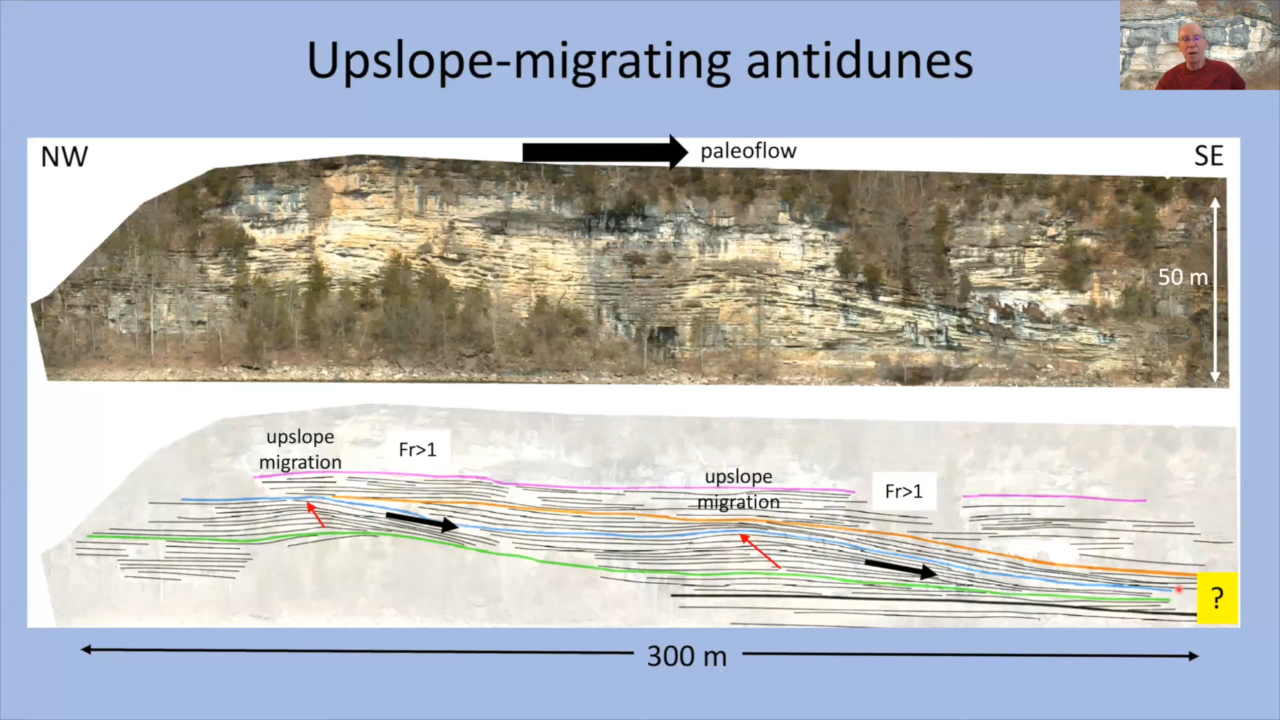 Upslope-migrating antidunes
NW
paleoflow
SE
50 m
upslope
migration
Fr>1
upslope
migration
Fr>1
?
300 m